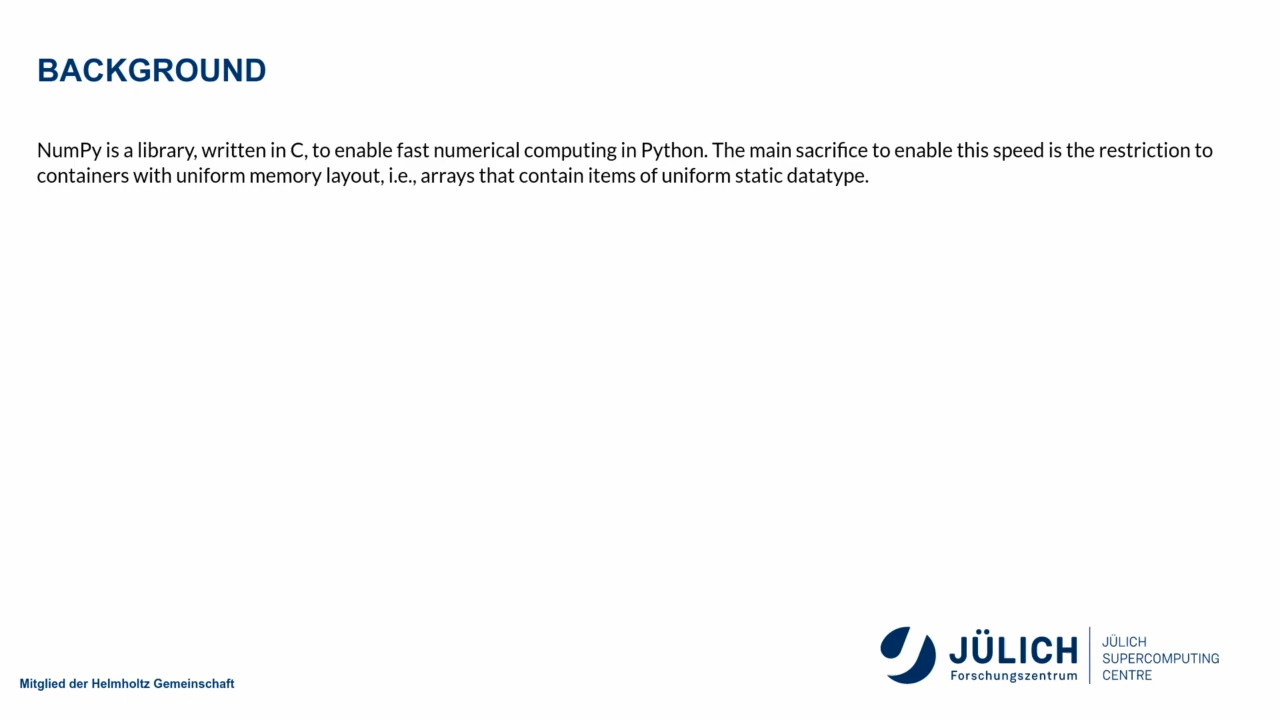 BACKGROUND
NumPy is a library, written in C, to enable fast numerical computing in Python. The main sacrifice to enable this speed is the restriction to
containers with uniform memory layout, i.e., arrays that contain items of uniform static datatype.
JÜLICH
Forschungszentrum
JÜLICH
SUPERCOMPUTING
CENTRE
Mitglied der Helmholtz Gemeinschaft